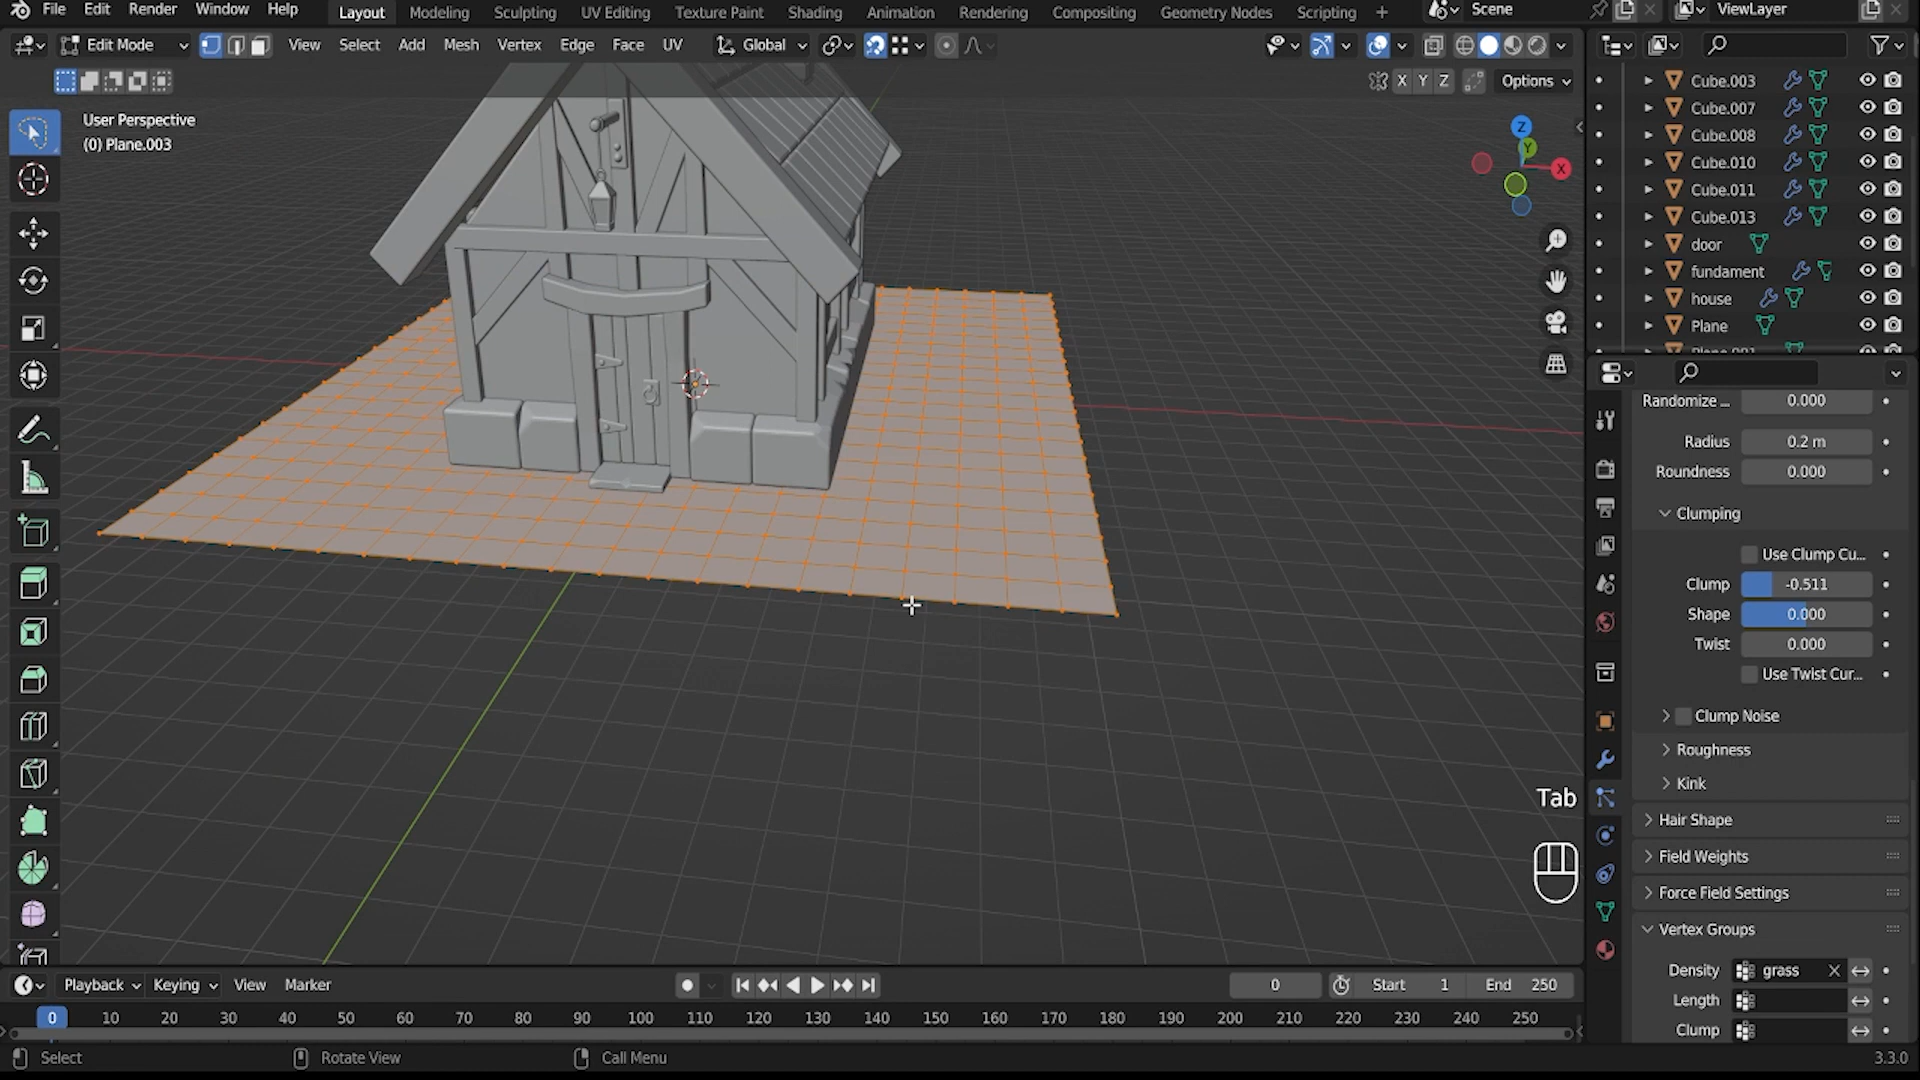 File Edit Render Window Help Layout Modeling Sculpting UV Editing Texture Paint Shading Animation Rendering Compositing Geometry Nodes Scripting + Scene ViewLayer
Edit Mode View Select Add Mesh Vertex Edge Face UV Global
X Y Z Options
User Perspective
(0) Plane.003
Z
Y
X
Cube.003
Cube.007
Cube.008
Cube.010
Cube.011
Cube.013
door
fundament
house
Plane
Randomize ... 0.000
Radius 0.2 m
Roundness 0.000
Clumping
Use Clump Cu...
Clump -0.511
Shape 0.000
Twist 0.000
Use Twist Cur...
Clump Noise
Roughness
Kink
Hair Shape
Field Weights
Force Field Settings
Vertex Groups
Density grass
Length
Clump
Tab
Playback Keying View Marker 0 Start 1 End 250
0 10 20 30 40 50 60 70 80 90 100 110 120 130 140 150 160 170 180 190 200 210 220 230 240 250
Select Rotate View Call Menu 3.3.0